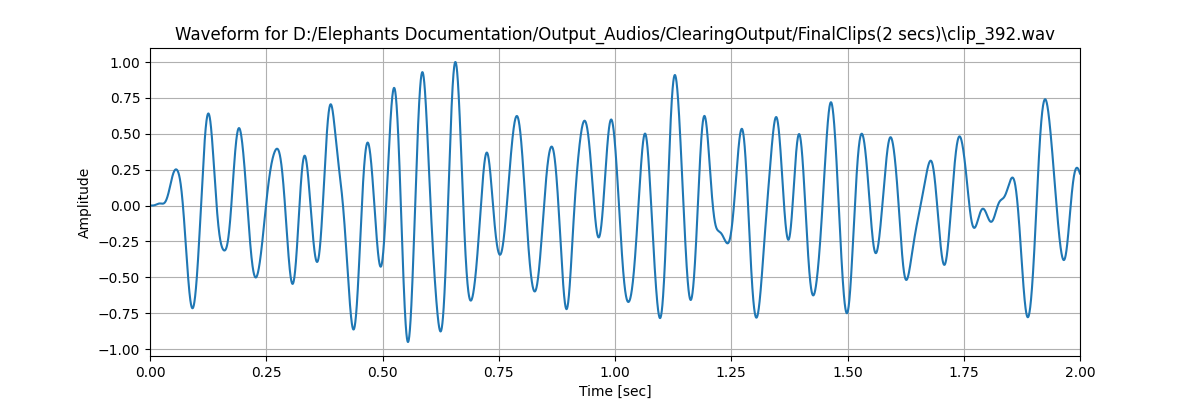 Waveform for D:/Elephants Documentation/Output_Audios/ClearingOutput/FinalClips(2 secs)\clip_392.wav
1.00
0.75
0.50
0.25
0.00
−0.25
−0.50
−0.75
−1.00
Amplitude
0.00 0.25 0.50 0.75 1.00 1.25 1.50 1.75 2.00
Time [sec]